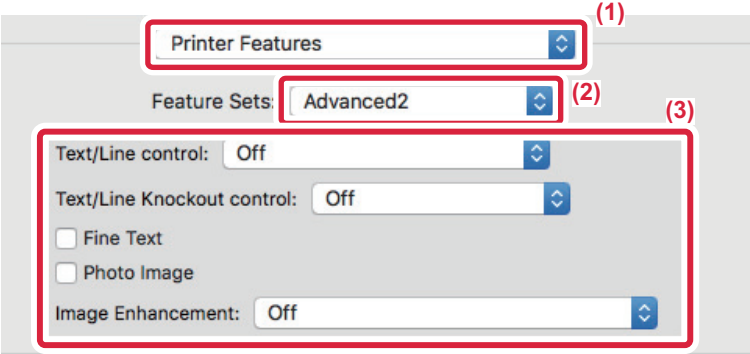 (1)
Printer Features
Feature Sets: Advanced2 (2)
(3)
Text/Line control: Off
Text/Line Knockout control: Off
Fine Text
Photo Image
Image Enhancement: Off